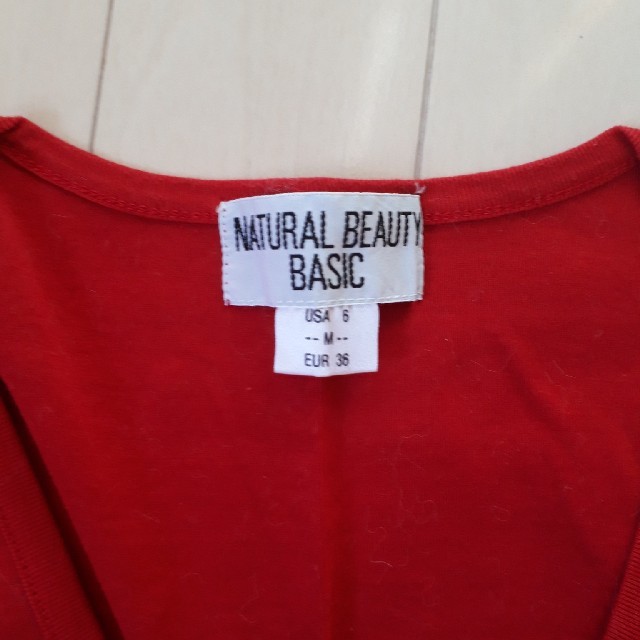 NATURAL BEAUTY
BASIC
USA 6
-- M --
EUR 36